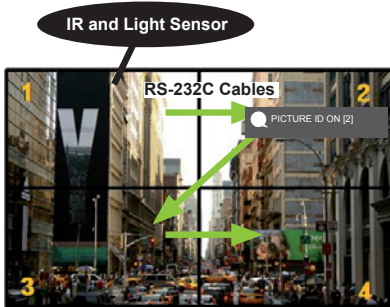 IR and Light Sensor
1
RS-232C Cables
2
PICTURE ID ON [2]
3
4